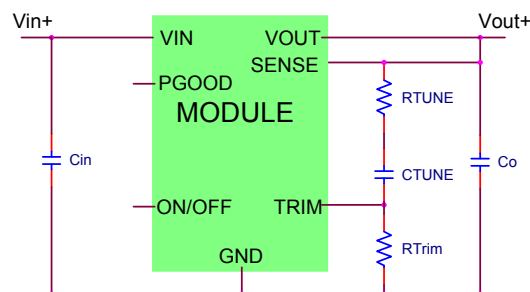 Vin+
Vout+
VIN
VOUT
SENSE
PGOOD
MODULE
RTUNE
Cin
CTUNE
Co
ON/OFF
TRIM
RTrim
GND